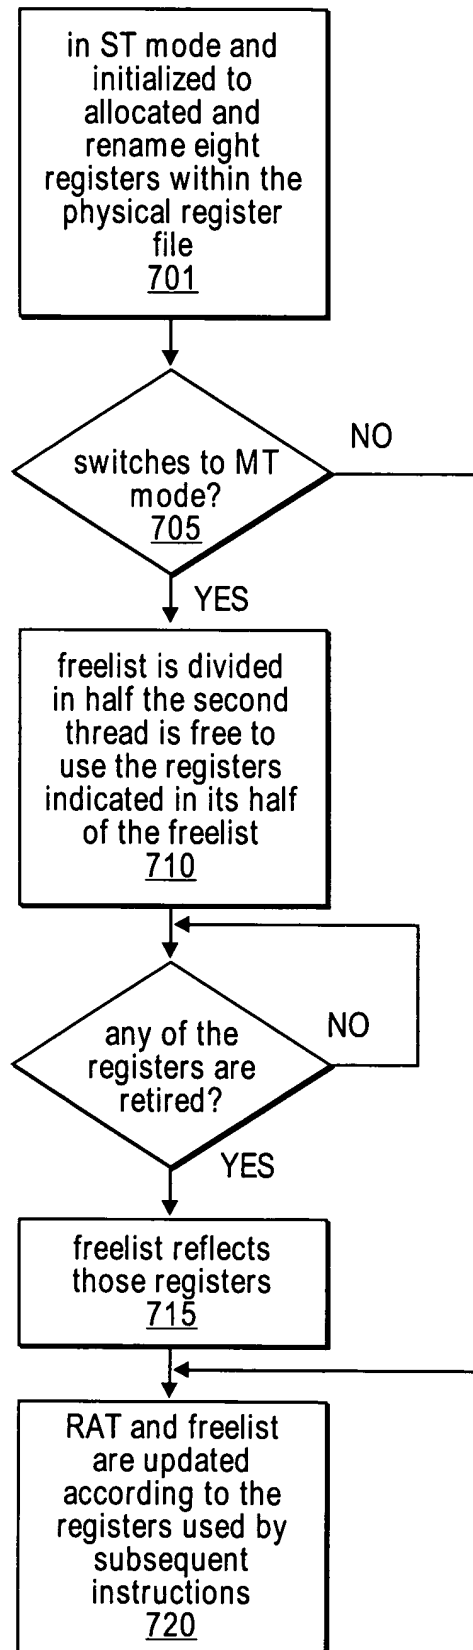 in ST mode and
initialized to
allocated and
rename eight
registers within the
physical register
file
701
switches to MT
mode?
705
NO
YES
freelist is divided
in half the second
thread is free to
use the registers
indicated in its half
of the freelist
710
any of the
registers are
retired?
NO
YES
freelist reflects
those registers
715
RAT and freelist
are updated
according to the
registers used by
subsequent
instructions
720